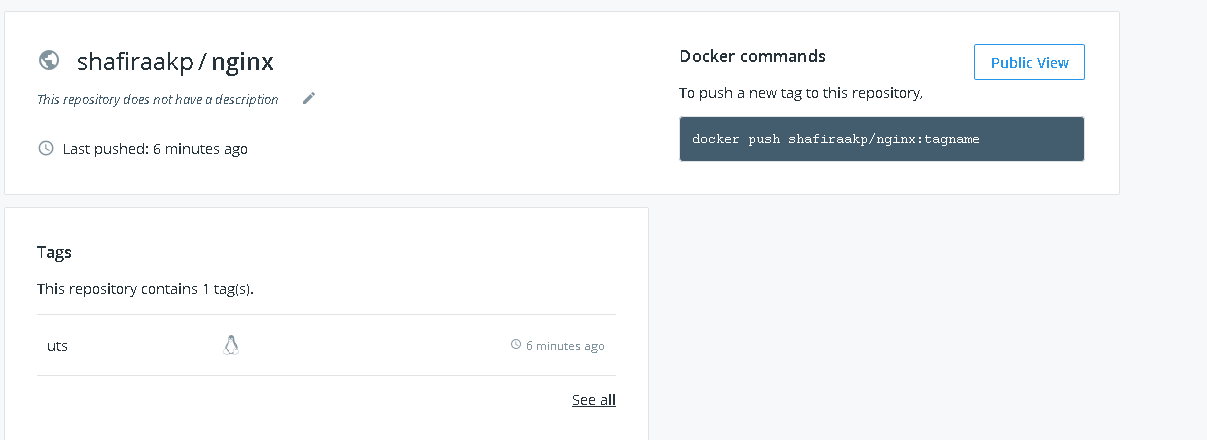 shafiraakp / nginx
This repository does not have a description
Last pushed: 6 minutes ago
Docker commands
Public View
To push a new tag to this repository,
docker push shafiraakp/nginx:tagname
Tags
This repository contains 1 tag(s).
uts 6 minutes ago
See all